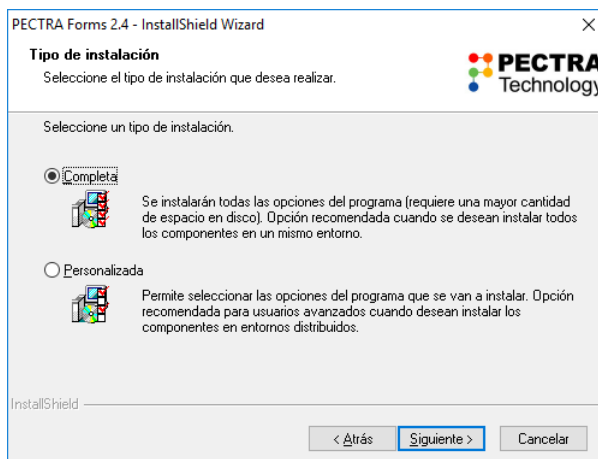 PECTRA Forms 2.4 - InstallShield Wizard
Tipo de instalación
Seleccione el tipo de instalación que desea realizar.
PECTRA
Technology
Seleccione un tipo de instalación.
Completa
Se instalarán todas las opciones del programa (requiere una mayor cantidad
de espacio en disco). Opción recomendada cuando se desean instalar todos
los componentes en un mismo entorno.
Personalizada
Permite seleccionar las opciones del programa que se van a instalar. Opción
recomendada para usuarios avanzados cuando desean instalar los
componentes en entornos distribuidos.
InstallShield
< Atrás
Siguiente >
Cancelar